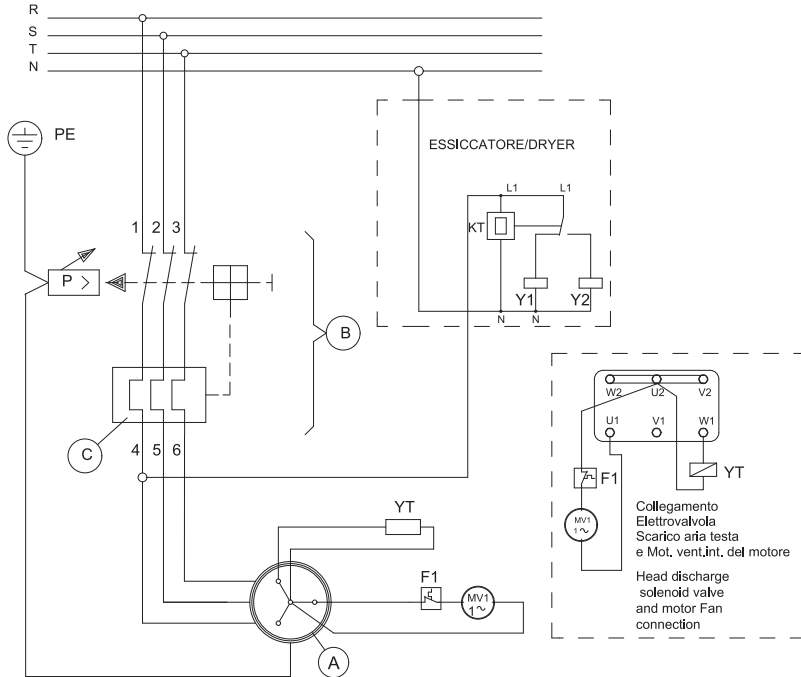 R
S
T
N
PE
ESSICCATORE/DRYER
L1 L1
KT
Y1 Y2
N N
1 2 3
P >
B
C
4 5 6
YT
F1
MV1
1~
A
W2 U2 V2
U1 V1 W1
F1
YT
MV1
1~
Collegamento
Elettrovalvola
Scarico aria testa
e Mot. vent.int. del motore
Head discharge
solenoid valve
and motor Fan
connection